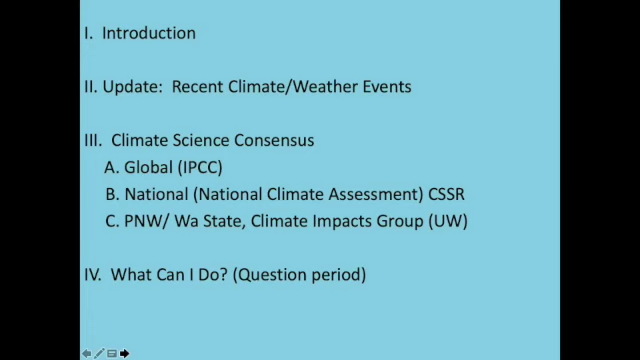 I. Introduction
II. Update: Recent Climate/Weather Events
III. Climate Science Consensus
A. Global (IPCC)
B. National (National Climate Assessment) CSSR
C. PNW/ Wa State, Climate Impacts Group (UW)
IV. What Can I Do? (Question period)